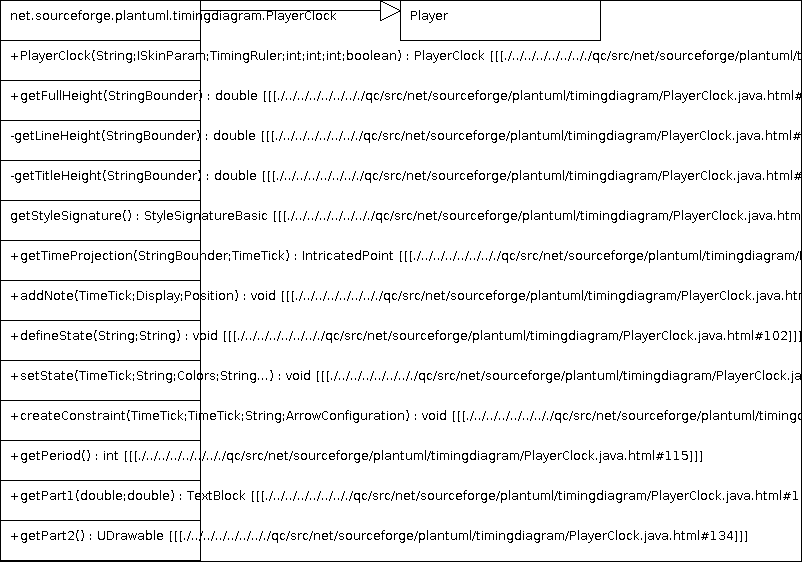 net.sourceforge.plantuml.timingdiagram.PlayerClock
Player
+PlayerClock(String;ISkinParam;TimingRuler;int;int;int;boolean) : PlayerClock [[[./../../../../../../../qc/src/net/sourceforge/plantuml/t
+getFullHeight(StringBounder) : double [[[./../../../../../../../qc/src/net/sourceforge/plantuml/timingdiagram/PlayerClock.java.html#
-getLineHeight(StringBounder) : double [[[./../../../../../../../qc/src/net/sourceforge/plantuml/timingdiagram/PlayerClock.java.html#
-getTitleHeight(StringBounder) : double [[[./../../../../../../../qc/src/net/sourceforge/plantuml/timingdiagram/PlayerClock.java.html#
getStyleSignature() : StyleSignatureBasic [[[./../../../../../../../qc/src/net/sourceforge/plantuml/timingdiagram/PlayerClock.java.htm
+getTimeProjection(StringBounder;TimeTick) : IntricatedPoint [[[./../../../../../../../qc/src/net/sourceforge/plantuml/timingdiagram/
+addNote(TimeTick;Display;Position) : void [[[./../../../../../../../qc/src/net/sourceforge/plantuml/timingdiagram/PlayerClock.java.ht
+defineState(String;String) : void [[[./../../../../../../../qc/src/net/sourceforge/plantuml/timingdiagram/PlayerClock.java.html#102]]]
+setState(TimeTick;String;Colors;String...) : void [[[./../../../../../../../qc/src/net/sourceforge/plantuml/timingdiagram/PlayerClock.ja
+createConstraint(TimeTick;TimeTick;String;ArrowConfiguration) : void [[[./../../../../../../../qc/src/net/sourceforge/plantuml/timing
+getPeriod() : int [[[./../../../../../../../qc/src/net/sourceforge/plantuml/timingdiagram/PlayerClock.java.html#115]]]
+getPart1(double;double) : TextBlock [[[./../../../../../../../qc/src/net/sourceforge/plantuml/timingdiagram/PlayerClock.java.html#1
+getPart2() : UDrawable [[[./../../../../../../../qc/src/net/sourceforge/plantuml/timingdiagram/PlayerClock.java.html#134]]]